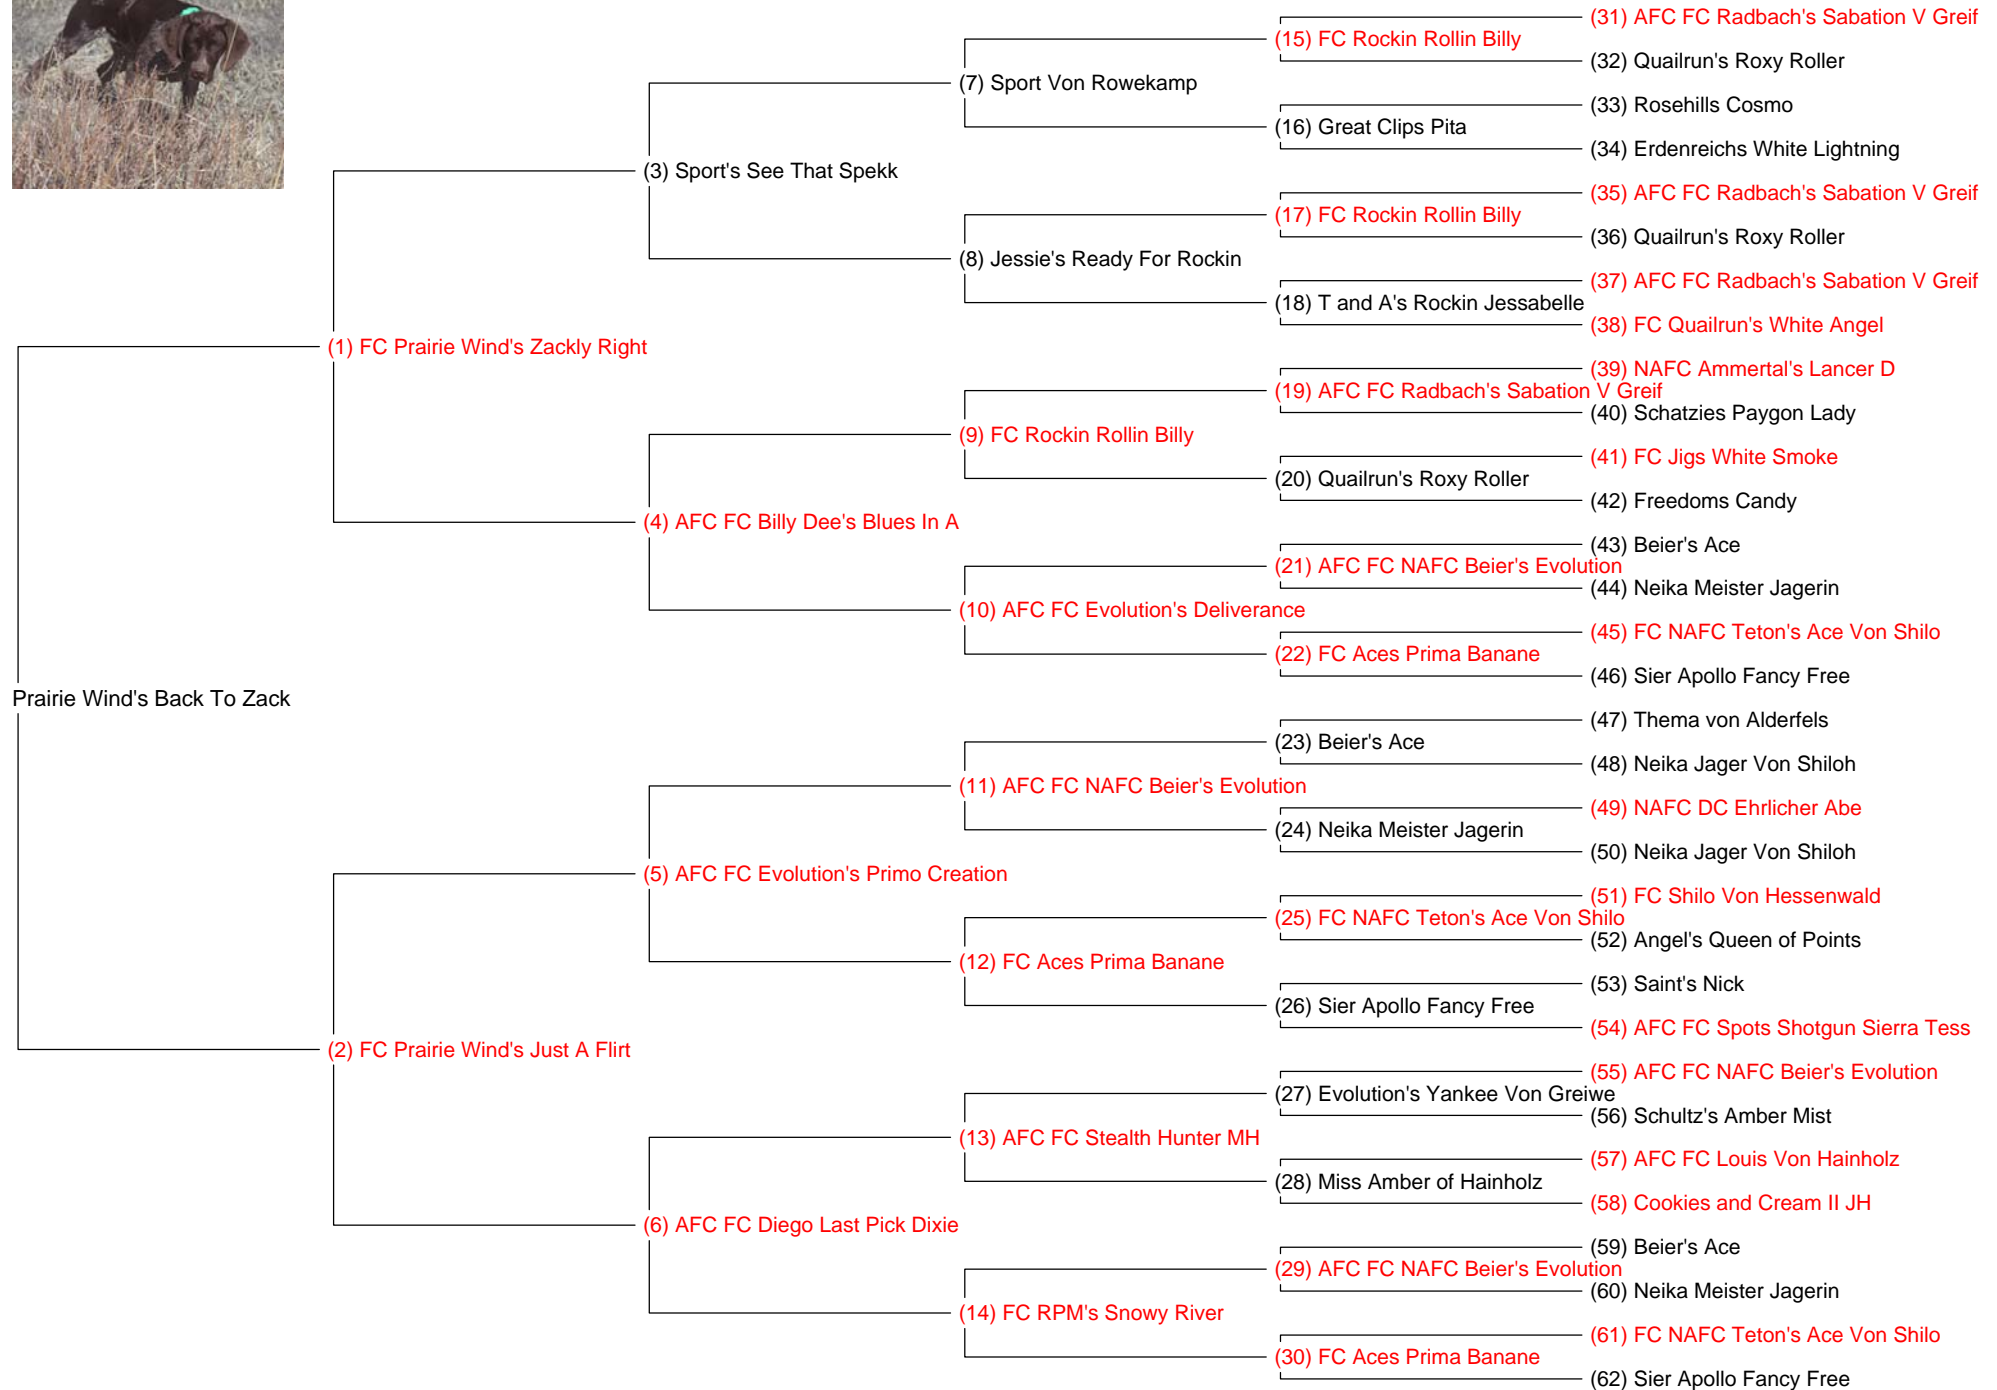 Prairie Wind's Back To Zack
(1) FC Prairie Wind's Zackly Right
(2) FC Prairie Wind's Just A Flirt
(3) Sport's See That Spekk
(4) AFC FC Billy Dee's Blues In A
(5) AFC FC Evolution's Primo Creation
(6) AFC FC Diego Last Pick Dixie
(7) Sport Von Rowekamp
(8) Jessie's Ready For Rockin
(9) FC Rockin Rollin Billy
(10) AFC FC Evolution's Deliverance
(11) AFC FC NAFC Beier's Evolution
(12) FC Aces Prima Banane
(13) AFC FC Stealth Hunter MH
(14) FC RPM's Snowy River
(15) FC Rockin Rollin Billy
(16) Great Clips Pita
(17) FC Rockin Rollin Billy
(18) T and A's Rockin Jessabelle
(19) AFC FC Radbach's Sabation V Greif
(20) Quailrun's Roxy Roller
(21) AFC FC NAFC Beier's Evolution
(22) FC Aces Prima Banane
(23) Beier's Ace
(24) Neika Meister Jagerin
(25) FC NAFC Teton's Ace Von Shilo
(26) Sier Apollo Fancy Free
(27) Evolution's Yankee Von Greiwe
(28) Miss Amber of Hainholz
(29) AFC FC NAFC Beier's Evolution
(30) FC Aces Prima Banane
(31) AFC FC Radbach's Sabation V Greif
(32) Quailrun's Roxy Roller
(33) Rosehills Cosmo
(34) Erdenreichs White Lightning
(35) AFC FC Radbach's Sabation V Greif
(36) Quailrun's Roxy Roller
(37) AFC FC Radbach's Sabation V Greif
(38) FC Quailrun's White Angel
(39) NAFC Ammertal's Lancer D
(40) Schatzies Paygon Lady
(41) FC Jigs White Smoke
(42) Freedoms Candy
(43) Beier's Ace
(44) Neika Meister Jagerin
(45) FC NAFC Teton's Ace Von Shilo
(46) Sier Apollo Fancy Free
(47) Thema von Alderfels
(48) Neika Jager Von Shiloh
(49) NAFC DC Ehrlicher Abe
(50) Neika Jager Von Shiloh
(51) FC Shilo Von Hessenwald
(52) Angel's Queen of Points
(53) Saint's Nick
(54) AFC FC Spots Shotgun Sierra Tess
(55) AFC FC NAFC Beier's Evolution
(56) Schultz's Amber Mist
(57) AFC FC Louis Von Hainholz
(58) Cookies and Cream II JH
(59) Beier's Ace
(60) Neika Meister Jagerin
(61) FC NAFC Teton's Ace Von Shilo
(62) Sier Apollo Fancy Free